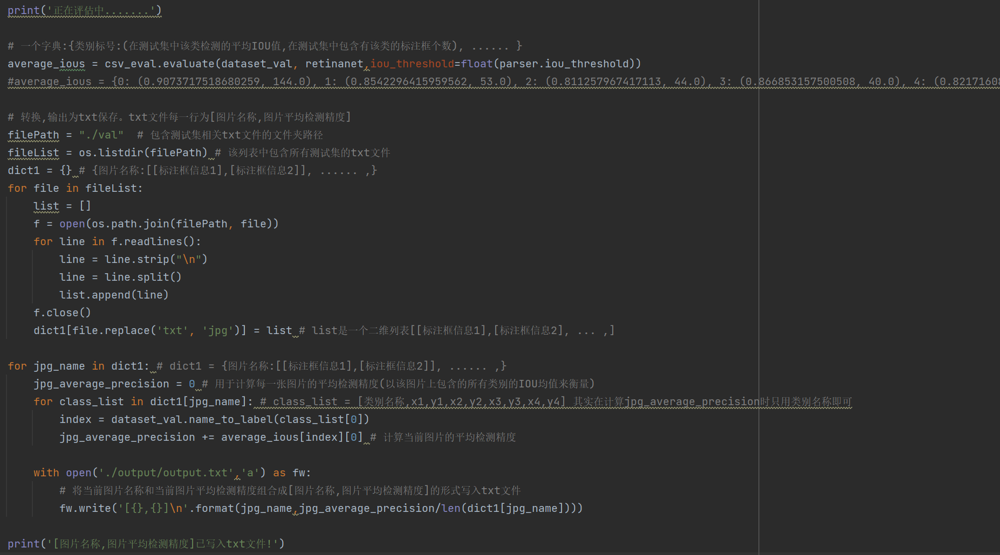 print('正在评估中.......')
# 一个字典:{类别标号:(在测试集中该类检测的平均IOU值,在测试集中包含有该类的标注框个数), ...... }
average_ious = csv_eval.evaluate(dataset_val, retinanet,iou_threshold=float(parser.iou_threshold))
#average_ious = {0: (0.9073717518680259, 144.0), 1: (0.8542296415959562, 53.0), 2: (0.811257967417113, 44.0), 3: (0.866853157500508, 40.0), 4: (0.8217160
# 转换,输出为txt保存。txt文件每一行为[图片名称,图片平均检测精度]
filePath = "./val"  # 包含测试集相关txt文件的文件夹路径
fileList = os.listdir(filePath) # 该列表中包含所有测试集的txt文件
dict1 = {} # {图片名称:[[标注框信息1],[标注框信息2]], ...... ,}
for file in fileList:
    list = []
    f = open(os.path.join(filePath, file))
    for line in f.readlines():
        line = line.strip("\n")
        line = line.split()
        list.append(line)
    f.close()
    dict1[file.replace('txt', 'jpg')] = list # list是一个二维列表[[标注框信息1],[标注框信息2], ... ,]
for jpg_name in dict1: # dict1 = {图片名称:[[标注框信息1],[标注框信息2]], ...... ,}
    jpg_average_precision = 0 # 用于计算每一张图片的平均检测精度(以该图片上包含的所有类别的IOU均值来衡量)
    for class_list in dict1[jpg_name]: # class_list = [类别名称,x1,y1,x2,y2,x3,y3,x4,y4] 其实在计算jpg_average_precision时只用类别名称即可
        index = dataset_val.name_to_label(class_list[0])
        jpg_average_precision += average_ious[index][0] # 计算当前图片的平均检测精度
    with open('./output/output.txt','a') as fw:
        # 将当前图片名称和当前图片平均检测精度组合成[图片名称,图片平均检测精度]的形式写入txt文件
        fw.write('[{},{}]\n'.format(jpg_name,jpg_average_precision/len(dict1[jpg_name])))
print('[图片名称,图片平均检测精度]已写入txt文件!')